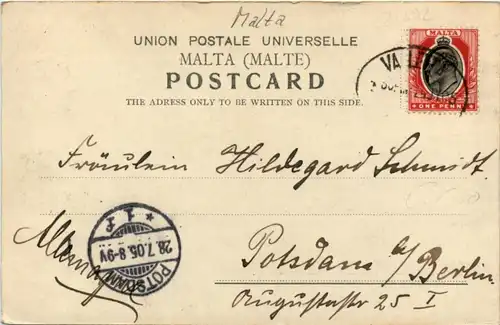 Malta
UNION POSTALE UNIVERSELLE
MALTA (MALTE)
POSTCARD
THE ADRESS ONLY TO BE WRITTEN ON THIS SIDE.
MALTA
ONE PENNY
VALLETTA
Fräulein Hildegard Schmidt
Potsdam b/Berlin
Augustastr 25 I
POTSDAM
28.7.05.8-9V